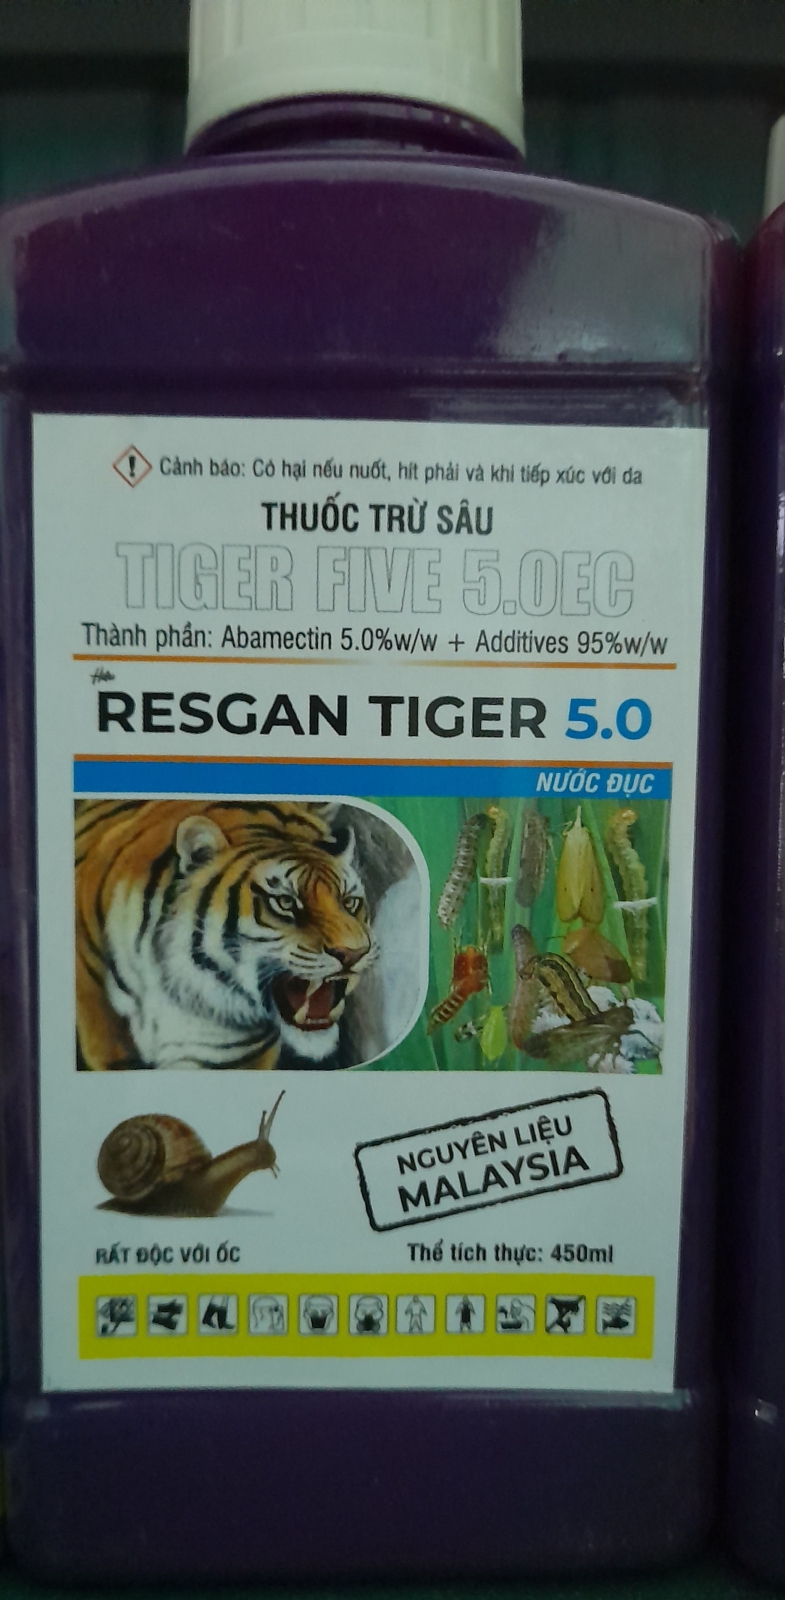 Cảnh báo: Có hại nếu nuốt, hít phải và khi tiếp xúc với da
THUỐC TRỪ SÂU
TIGER FIVE 5.0EC
Thành phần: Abamectin 5.0%w/w + Additives 95%w/w
RESGAN TIGER 5.0
NƯỚC ĐỤC
NGUYÊN LIỆU
MALAYSIA
RẤT ĐỘC VỚI ỐC
Thể tích thực: 450ml